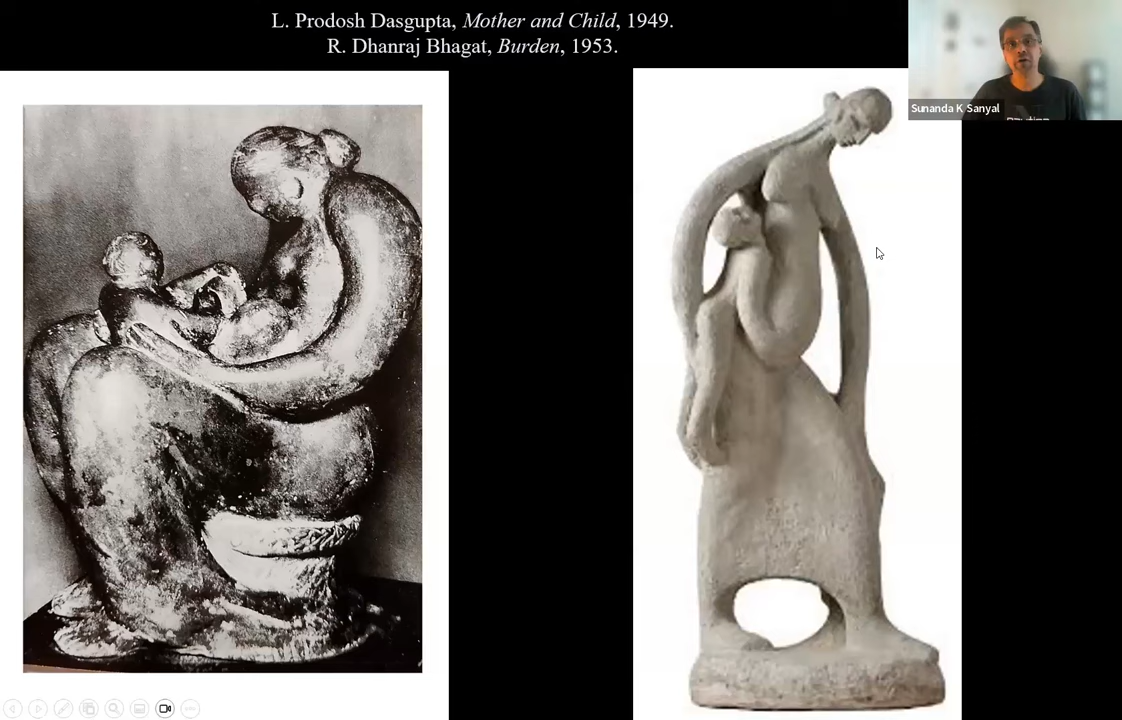 L. Prodosh Dasgupta, Mother and Child, 1949.
R. Dhanraj Bhagat, Burden, 1953.
Sunanda K Sanyal